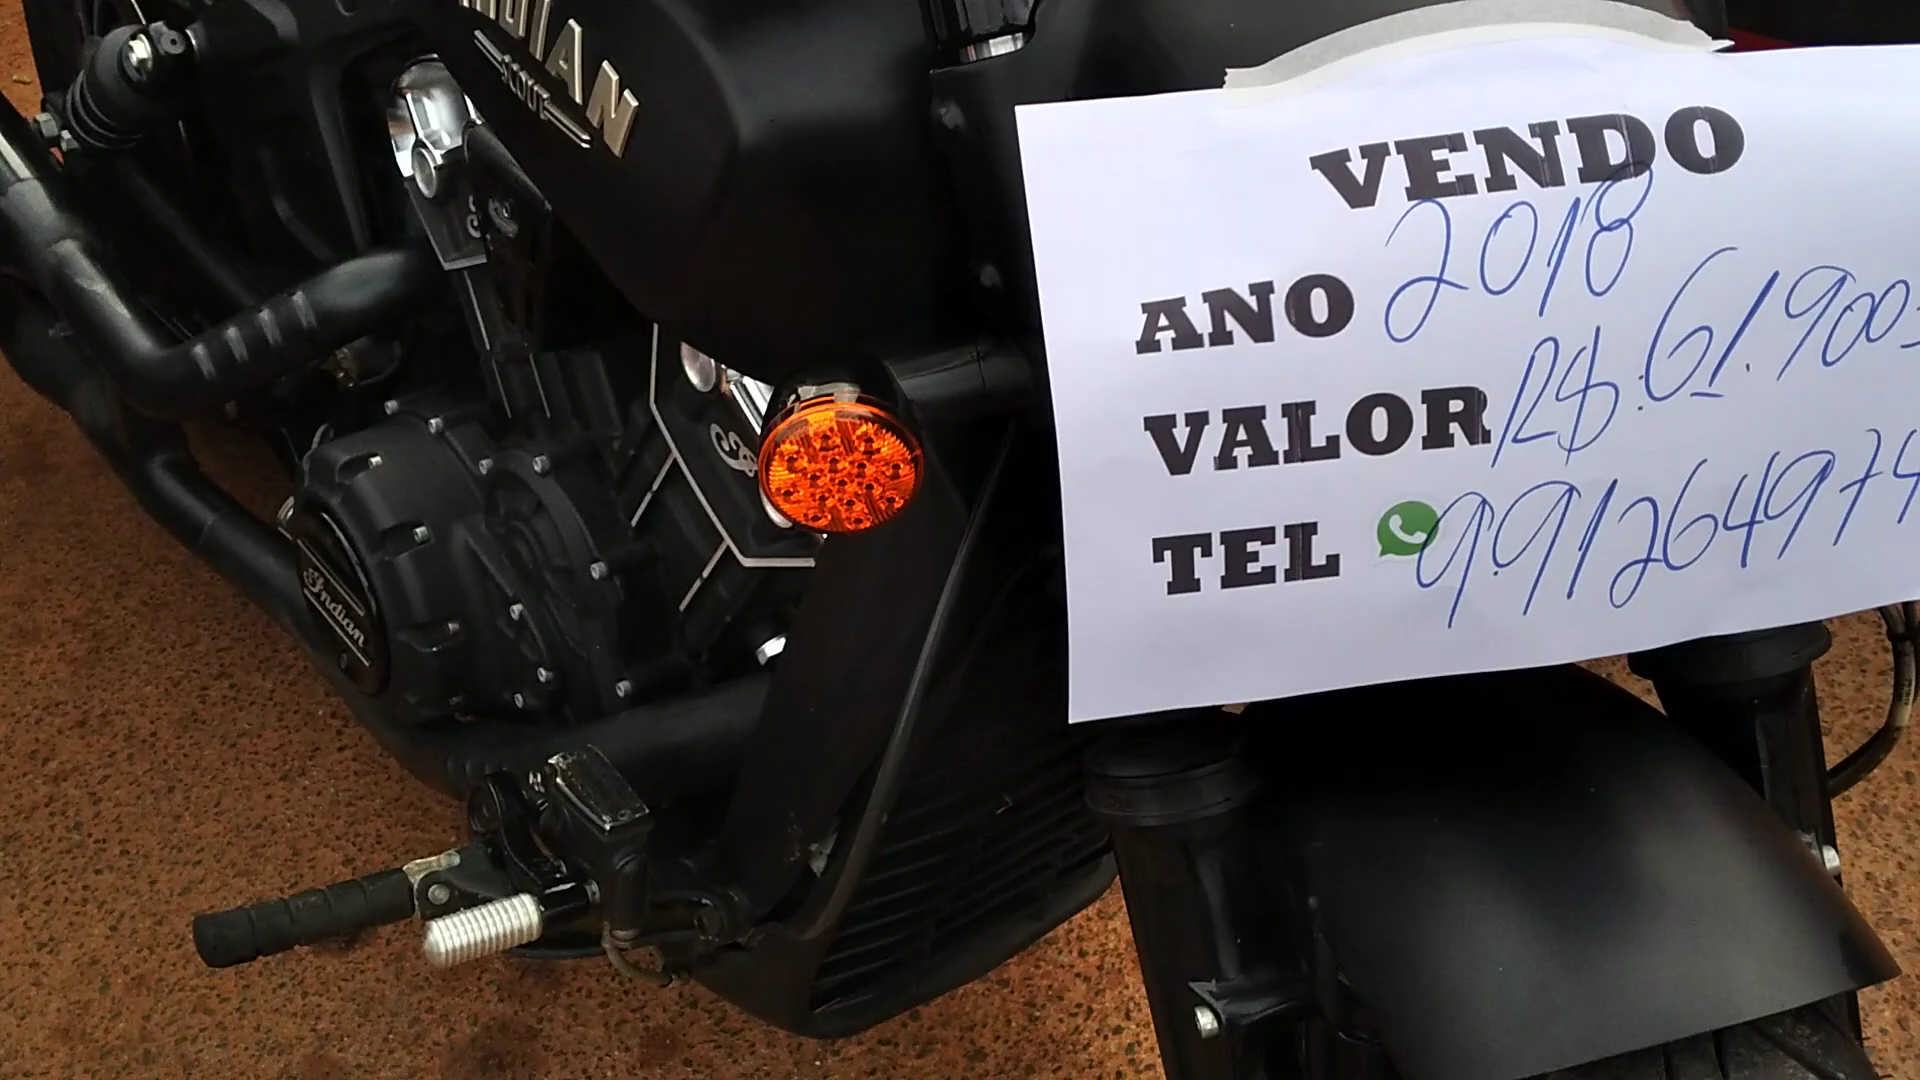 INDIAN
SCOUT
Indian
VENDO
ANO 2018
VALOR R$: 61.900=
TEL 991264974